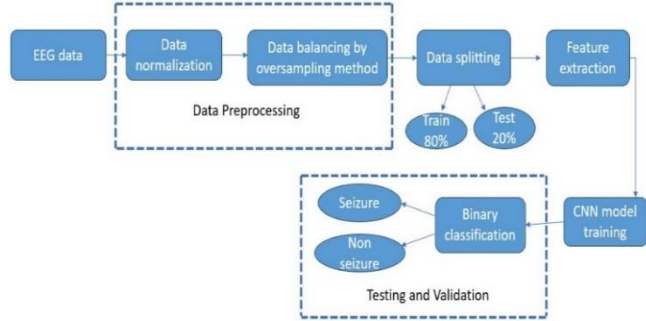 EEG data
Data
normalization
Data balancing by
oversampling method
Data splitting
Feature
extraction
Data Preprocessing
Train
80%
Test
20%
Seizure
Non
seizure
Binary
classification
CNN model
training
Testing and Validation